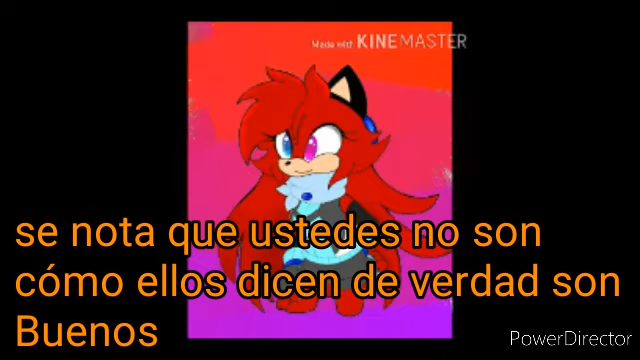 Made with KINEMASTER
se nota que ustedes no son
cómo ellos dicen de verdad son
Buenos
PowerDirector